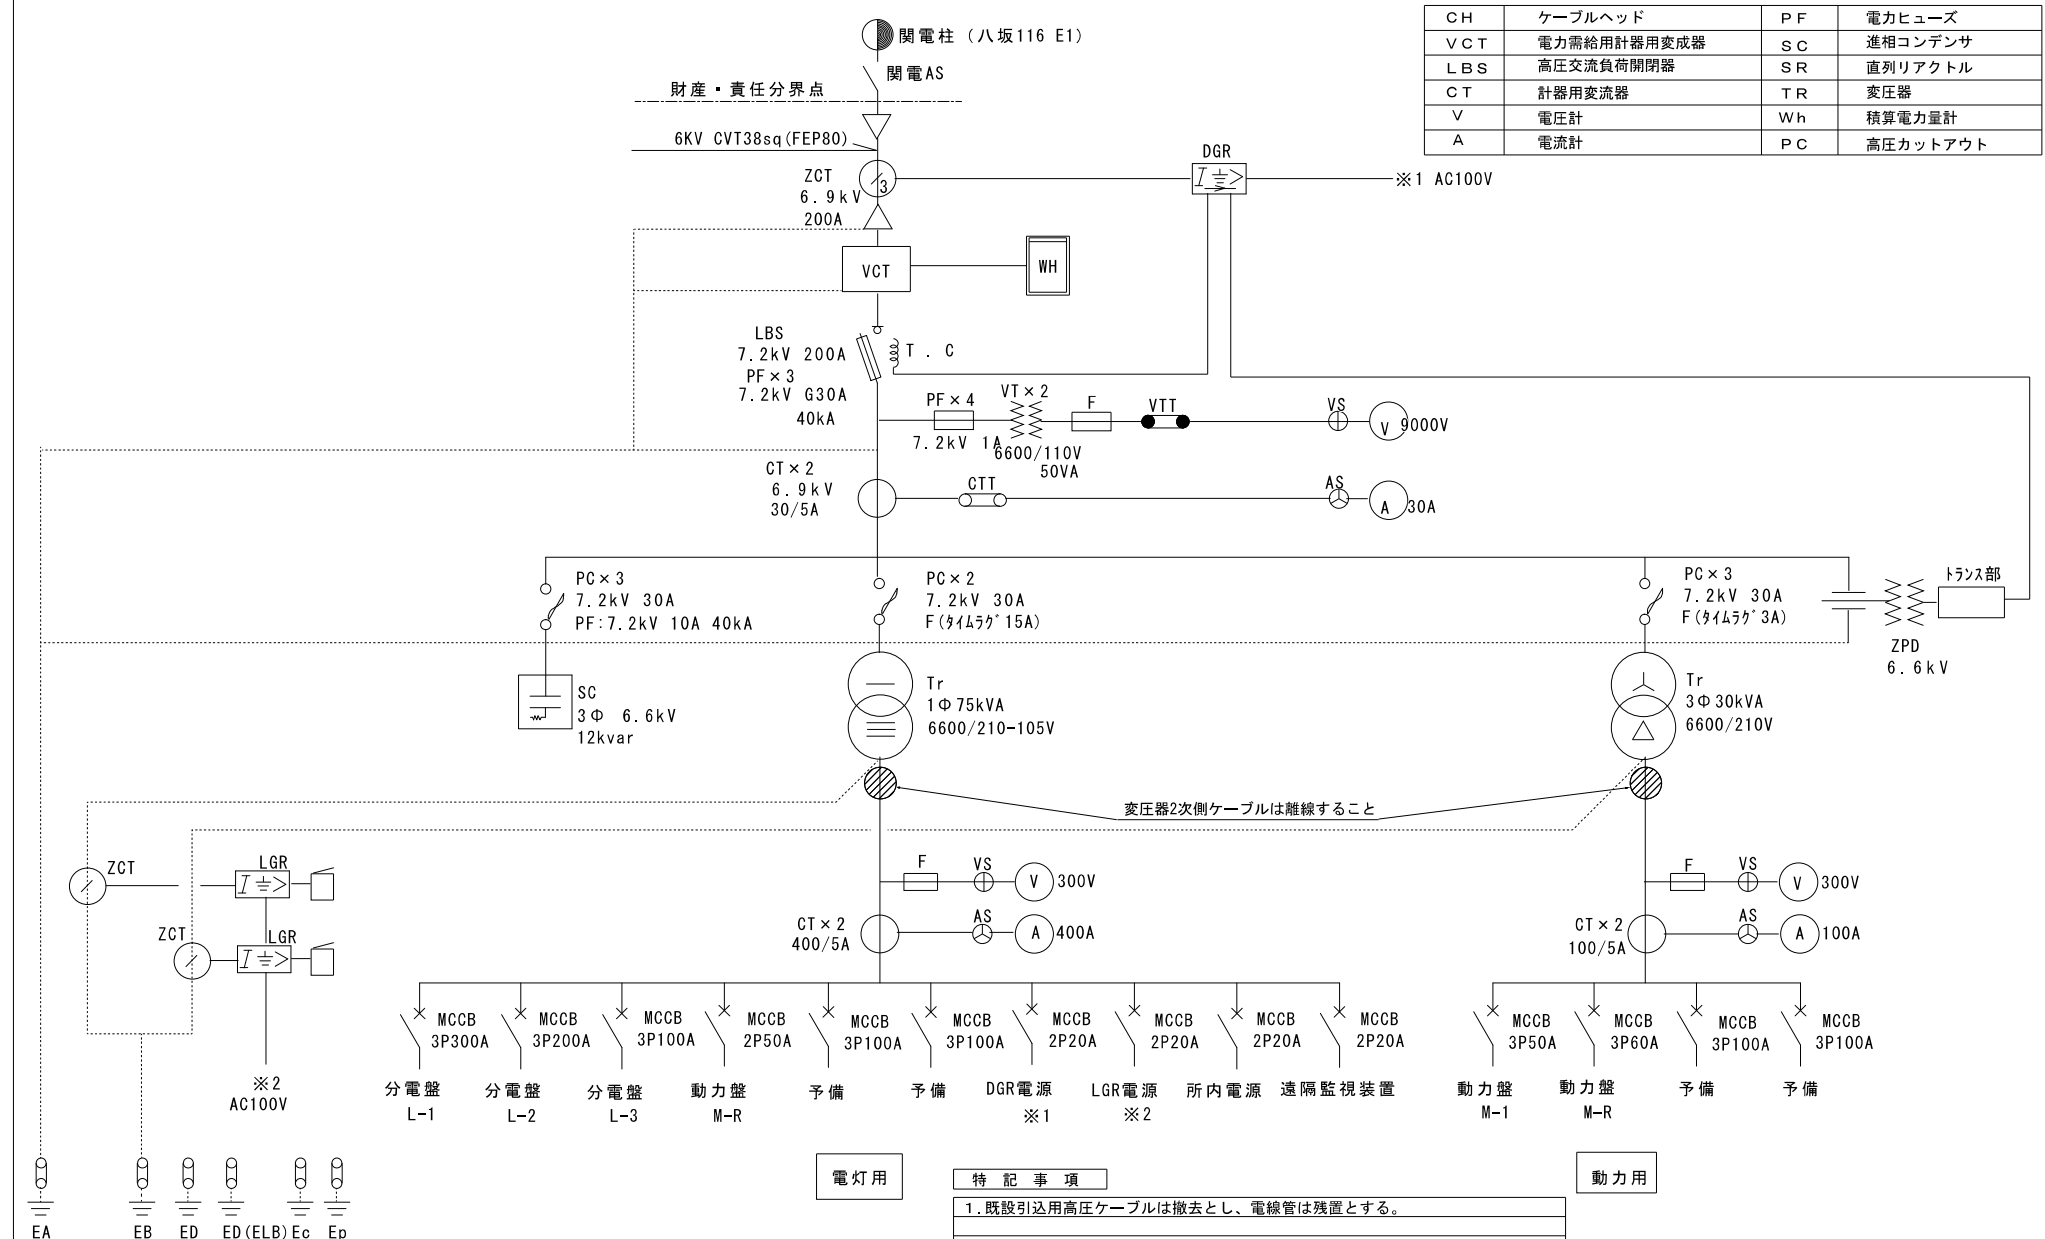 CH ケーブルヘッド PF 電力ヒューズ
VCT 電力需給用計器用変成器 SC 進相コンデンサ
LBS 高圧交流負荷開閉器 SR 直列リアクトル
CT 計器用変流器 TR 変圧器
V 電圧計 Wh 積算電力量計
A 電流計 PC 高圧カットアウト
関電柱 (八坂116 E1)
関電AS
財産・責任分界点
6KV CVT38sq(FEP80)
ZCT
6.9kV
200A
3
DGR
I
※1 AC100V
VCT
WH
LBS
7.2kV 200A
PF×3
7.2kV G30A
40kA
T.C
PF×4
7.2kV 1A
VT×2
6600/110V
50VA
F
VTT
VS
V
9000V
CT×2
6.9kV
30/5A
CTT
AS
A
30A
PC×3
7.2kV 30A
PF:7.2kV 10A 40kA
PC×2
7.2kV 30A
F(タイムラグ15A)
PC×3
7.2kV 30A
F(タイムラグ3A)
トランス部
ZPD
6.6kV
SC
3Φ 6.6kV
12kvar
Tr
1Φ75kVA
6600/210-105V
Tr
3Φ30kVA
6600/210V
変圧器2次側ケーブルは離線すること
ZCT
LGR
I
ZCT
LGR
I
※2
AC100V
F
VS
V
300V
CT×2
400/5A
AS
A
400A
F
VS
V
300V
CT×2
100/5A
AS
A
100A
MCCB
3P300A
分電盤
L-1
MCCB
3P200A
分電盤
L-2
MCCB
3P100A
分電盤
L-3
MCCB
2P50A
動力盤
M-R
MCCB
3P100A
予備
MCCB
3P100A
予備
MCCB
2P20A
DGR電源
※1
MCCB
2P20A
LGR電源
※2
MCCB
2P20A
所内電源
MCCB
2P20A
遠隔監視装置
MCCB
3P50A
動力盤
M-1
MCCB
3P60A
動力盤
M-R
MCCB
3P100A
予備
MCCB
3P100A
予備
電灯用
動力用
特記事項
1.既設引込用高圧ケーブルは撤去とし、電線管は残置とする。
EA
EB
ED
ED(ELB)
Ec
Ep